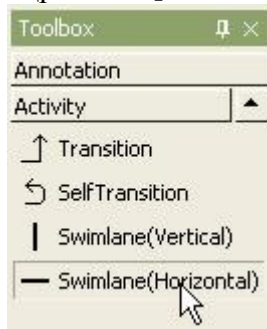 Toolbox
Annotation
Activity
Transition
SelfTransition
Swimlane(Vertical)
Swimlane(Horizontal)